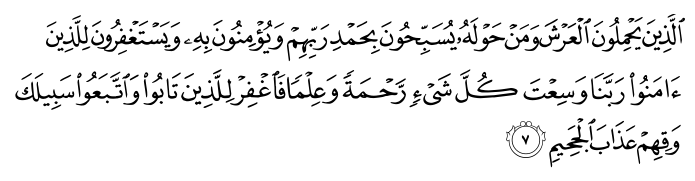 ٱلَّذِينَ يَحْمِلُونَ ٱلْعَرْشَ وَمَنْ حَوْلَهُۥ يُسَبِّحُونَ بِحَمْدِ رَبِّهِمْ وَيُؤْمِنُونَ بِهِۦ وَيَسْتَغْفِرُونَ لِلَّذِينَ
ءَامَنُوا۟ رَبَّنَا وَسِعْتَ كُلَّ شَىْءٍ رَّحْمَةً وَعِلْمًا فَٱغْفِرْ لِلَّذِينَ تَابُوا۟ وَٱتَّبَعُوا۟ سَبِيلَكَ
وَقِهِمْ عَذَابَ ٱلْجَحِيمِ ٧